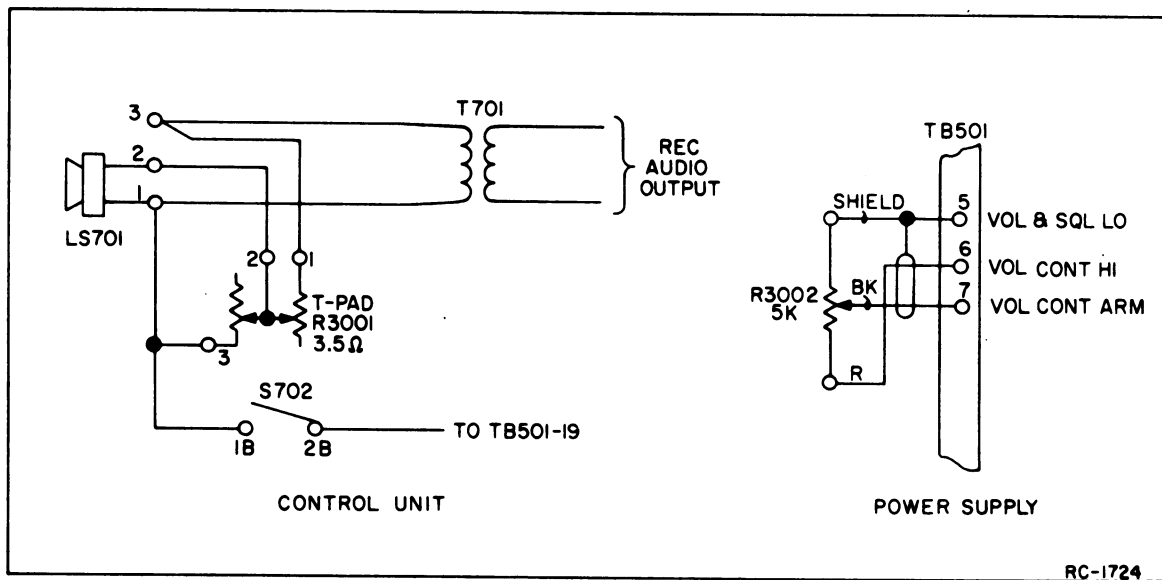 3
2
1
LS701
T701
REC
AUDIO
OUTPUT
2
1
T-PAD
R3001
3.5Ω
3
S702
1B
2B
TO TB501-19
CONTROL UNIT
TB501
SHIELD
5
VOL & SQL LO
6
VOL CONT HI
BK
7
VOL CONT ARM
R3002
5K
R
POWER SUPPLY
RC-1724